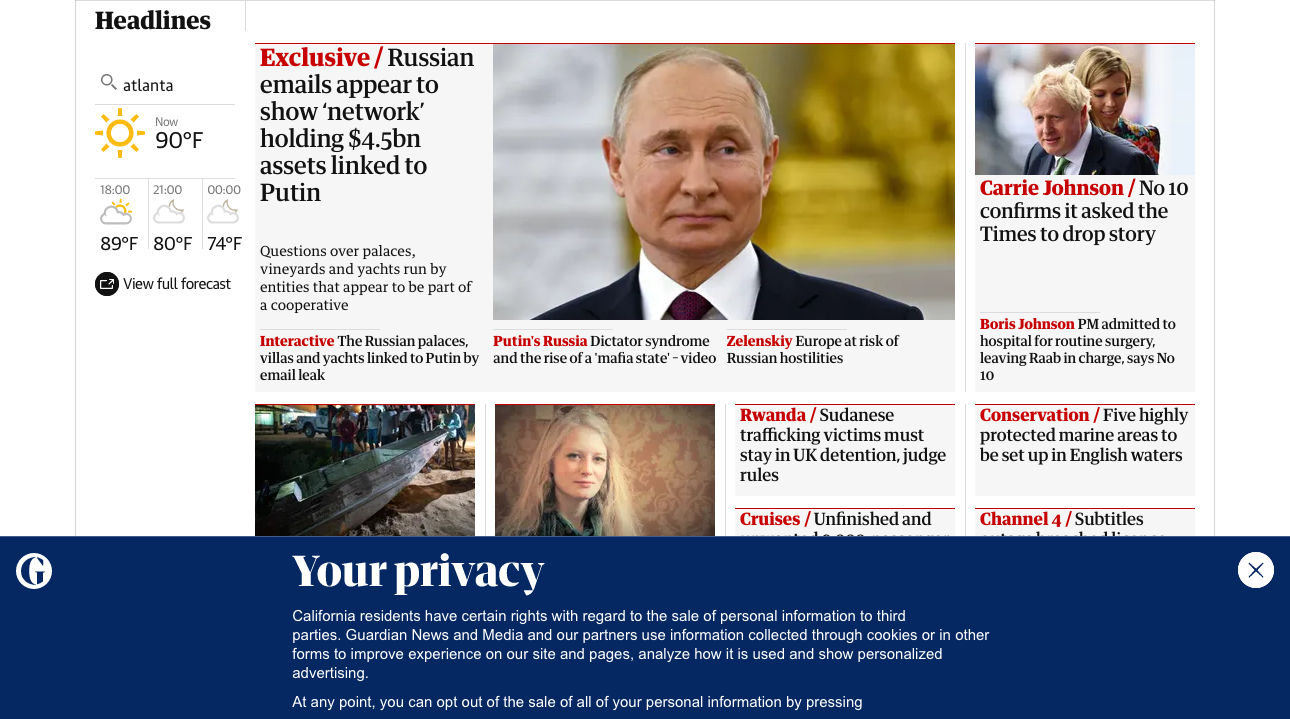 Headlines
atlanta
Now
90°F
18:00
21:00
00:00
89°F
80°F
74°F
View full forecast
Exclusive / Russian
emails appear to
show ‘network’
holding $4.5bn
assets linked to
Putin
Questions over palaces,
vineyards and yachts run by
entities that appear to be part of
a cooperative
Interactive The Russian palaces,
villas and yachts linked to Putin by
email leak
Putin's Russia Dictator syndrome
and the rise of a 'mafia state' – video
Zelenskiy Europe at risk of
Russian hostilities
Carrie Johnson / No 10
confirms it asked the
Times to drop story
Boris Johnson PM admitted to
hospital for routine surgery,
leaving Raab in charge, says No
10
Rwanda / Sudanese
trafficking victims must
stay in UK detention, judge
rules
Conservation / Five highly
protected marine areas to
be set up in English waters
Cruises / Unfinished and
Channel 4 / Subtitles
Your privacy
California residents have certain rights with regard to the sale of personal information to third
parties. Guardian News and Media and our partners use information collected through cookies or in other
forms to improve experience on our site and pages, analyze how it is used and show personalized
advertising.
At any point, you can opt out of the sale of all of your personal information by pressing